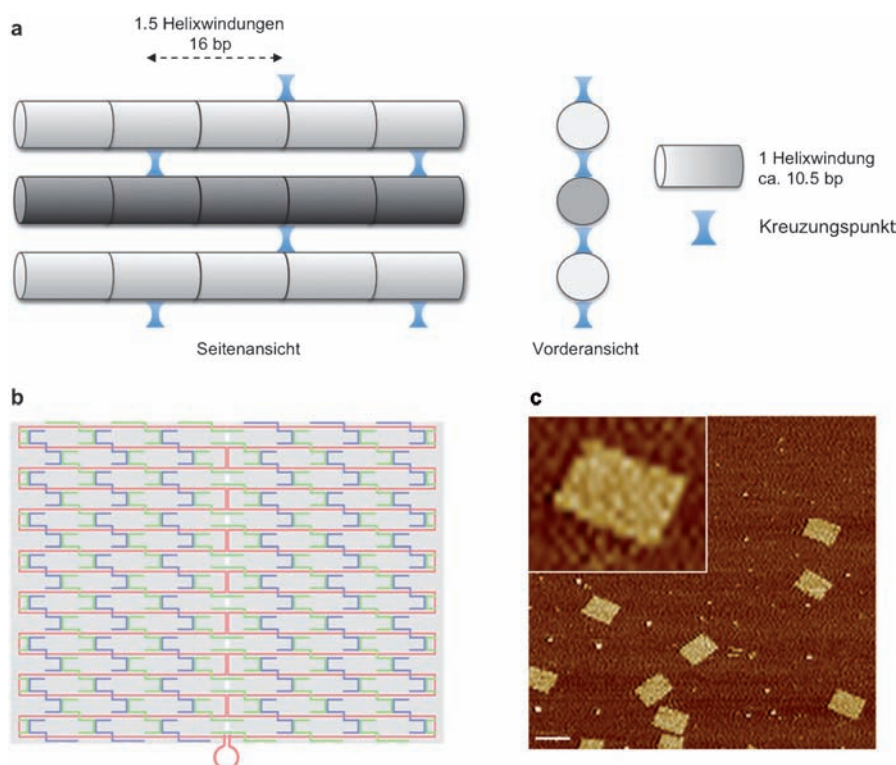 a
1.5 Helixwindungen
16 bp
1 Helixwindung
ca. 10.5 bp
Kreuzungspunkt
Seitenansicht
Vorderansicht
b
c